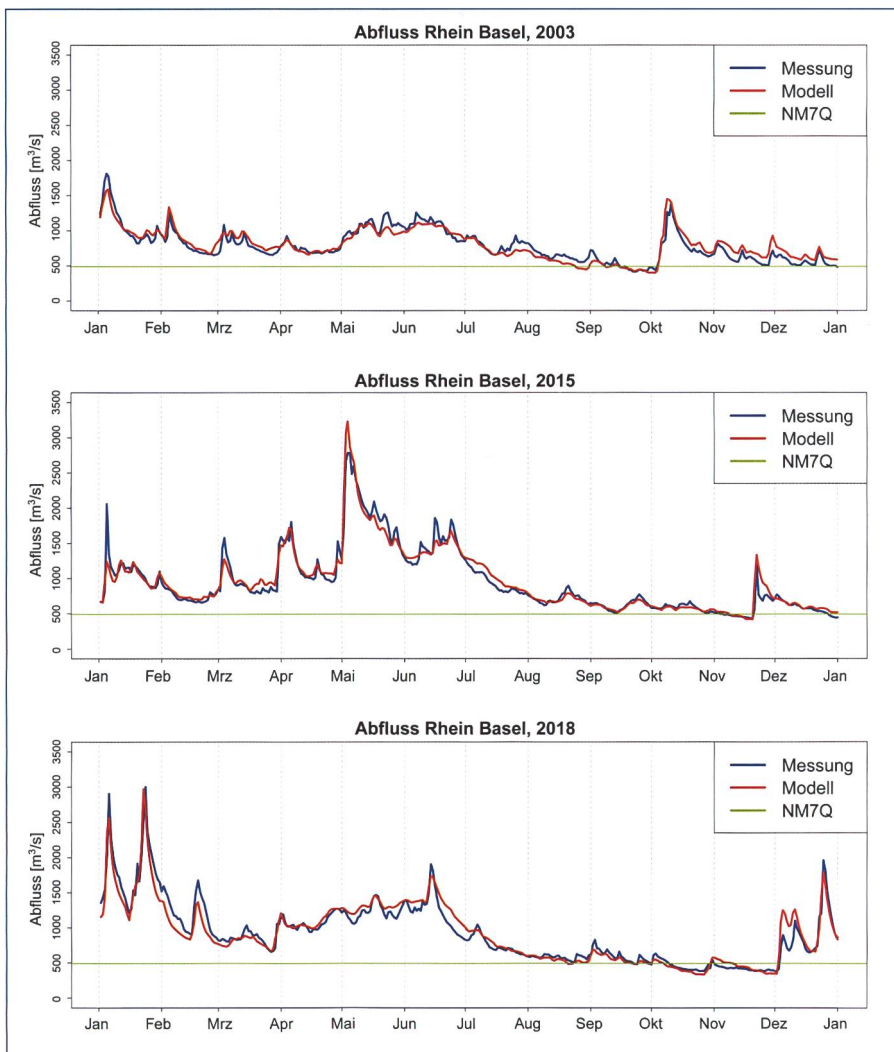 Abfluss Rhein Basel, 2003
Abfluss [m³/s]
3500
3000
2500
2000
1500
1000
500
0
Messung
Modell
NM7Q
Jan Feb Mrz Apr Mai Jun Jul Aug Sep Okt Nov Dez Jan
Abfluss Rhein Basel, 2015
Abfluss [m³/s]
3500
3000
2500
2000
1500
1000
500
0
Messung
Modell
NM7Q
Jan Feb Mrz Apr Mai Jun Jul Aug Sep Okt Nov Dez Jan
Abfluss Rhein Basel, 2018
Abfluss [m³/s]
3500
3000
2500
2000
1500
1000
500
0
Messung
Modell
NM7Q
Jan Feb Mrz Apr Mai Jun Jul Aug Sep Okt Nov Dez Jan